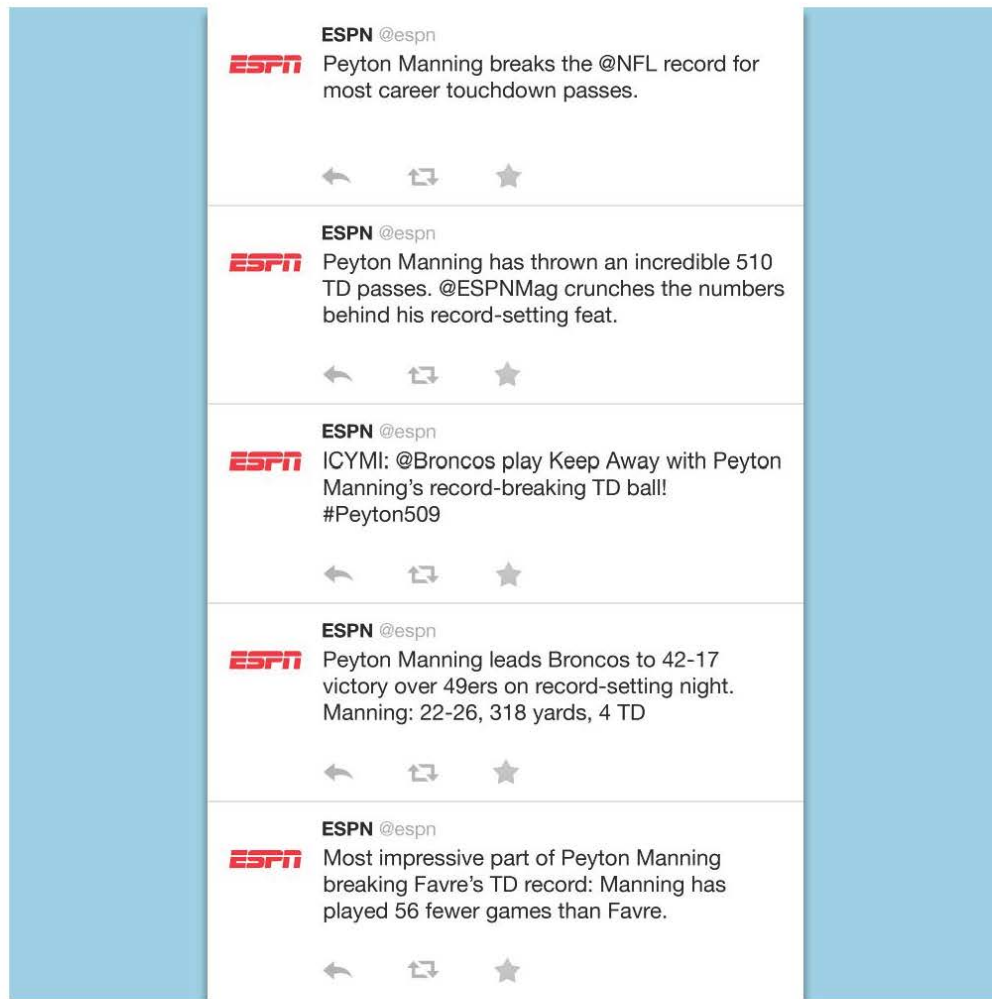 ESPN @espn
ESPN
Peyton Manning breaks the @NFL record for
most career touchdown passes.
ESPN @espn
ESPN
Peyton Manning has thrown an incredible 510
TD passes. @ESPNMag crunches the numbers
behind his record-setting feat.
ESPN @espn
ESPN
ICYMI: @Broncos play Keep Away with Peyton
Manning's record-breaking TD ball!
#Peyton509
ESPN @espn
ESPN
Peyton Manning leads Broncos to 42-17
victory over 49ers on record-setting night.
Manning: 22-26, 318 yards, 4 TD
ESPN @espn
ESPN
Most impressive part of Peyton Manning
breaking Favre's TD record: Manning has
played 56 fewer games than Favre.